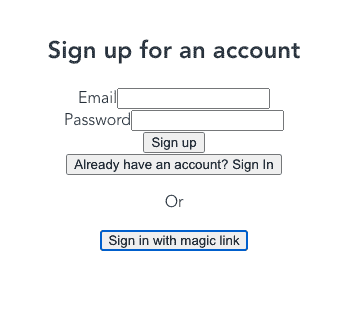 Sign up for an account
Email
Password
Sign up
Already have an account? Sign In
Or
Sign in with magic link